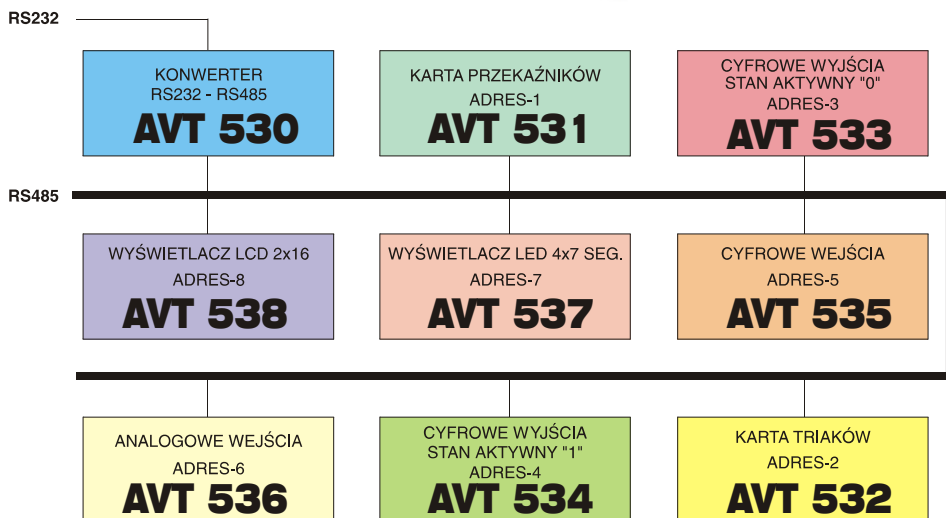 RS232
KONWERTER
RS232 - RS485
AVT 530
KARTA PRZEKAŹNIKÓW
ADRES-1
AVT 531
CYFROWE WYJŚCIA
STAN AKTYWNY "0"
ADRES-3
AVT 533
RS485
WYŚWIETLACZ LCD 2x16
ADRES-8
AVT 538
WYŚWIETLACZ LED 4x7 SEG.
ADRES-7
AVT 537
CYFROWE WEJŚCIA
ADRES-5
AVT 535
ANALOGOWE WEJŚCIA
ADRES-6
AVT 536
CYFROWE WYJŚCIA
STAN AKTYWNY "1"
ADRES-4
AVT 534
KARTA TRIAKÓW
ADRES-2
AVT 532